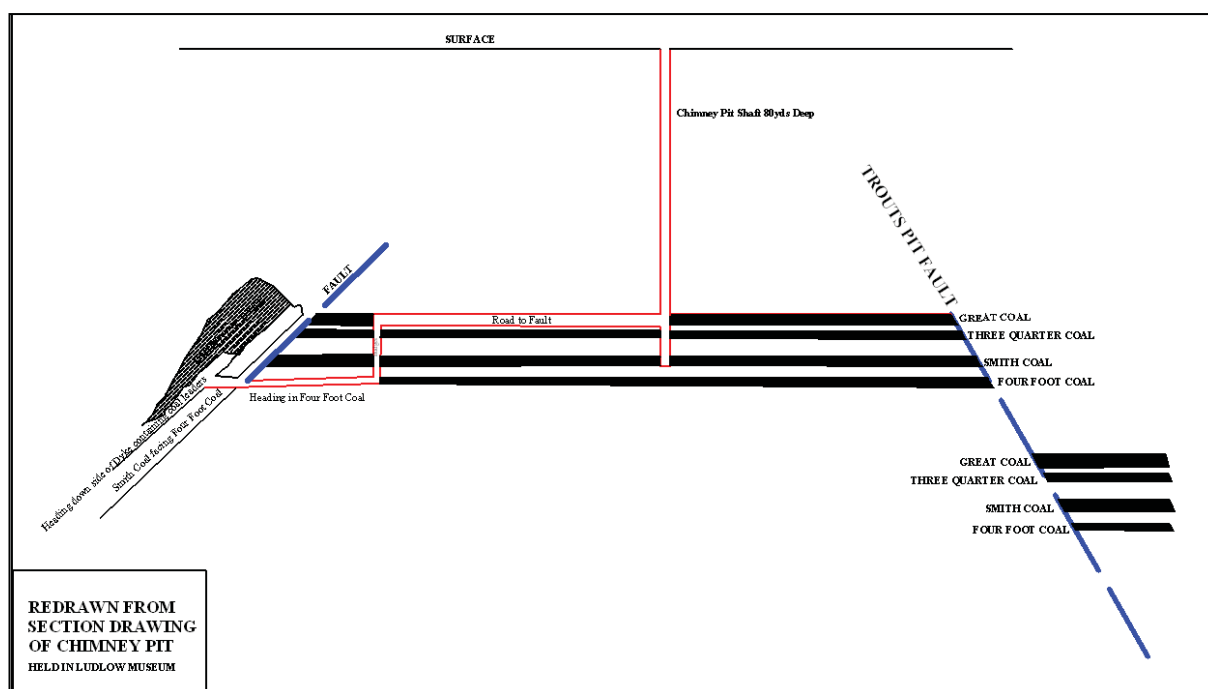 SURFACE
Chimney Pit Shaft 80yds Deep
TROUTS PIT FAULT
FAULT
Road to Fault
GREAT COAL
THREE QUARTER COAL
SMITH COAL
FOUR FOOT COAL
Heading in Four Foot Coal
Heading down side of Dyke containing coal leaders
Smith Coal facing Four Foot Coal
GREAT COAL
THREE QUARTER COAL
SMITH COAL
FOUR FOOT COAL
REDRAWN FROM
SECTION DRAWING
OF CHIMNEY PIT
HELD IN LUDLOW MUSEUM